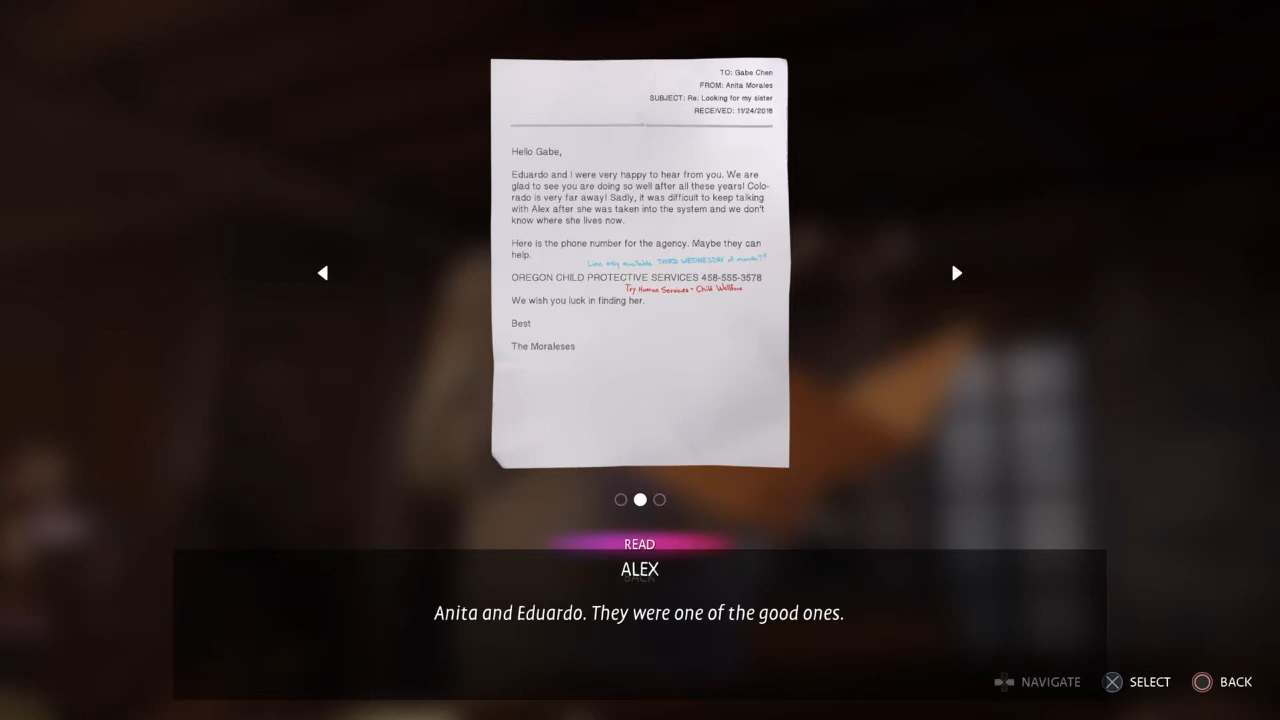 TO: Gabe Chen
FROM: Anita Morales
SUBJECT: Re: Looking for my sister
RECEIVED: 11/24/2018
Hello Gabe,
Eduardo and I were very happy to hear from you. We are
glad to see you are doing so well after all these years! Colo-
rado is very far away! Sadly, it was difficult to keep talking
with Alex after she was taken into the system and we don't
know where she lives now.
Here is the phone number for the agency. Maybe they can
help.
Line only available THIRD WEDNESDAY of month??
OREGON CHILD PROTECTIVE SERVICES 458-555-3578
Try Human Services - Child Welfare
We wish you luck in finding her.
Best
The Moraleses
READ
ALEX
BACK
Anita and Eduardo. They were one of the good ones.
NAVIGATE SELECT BACK